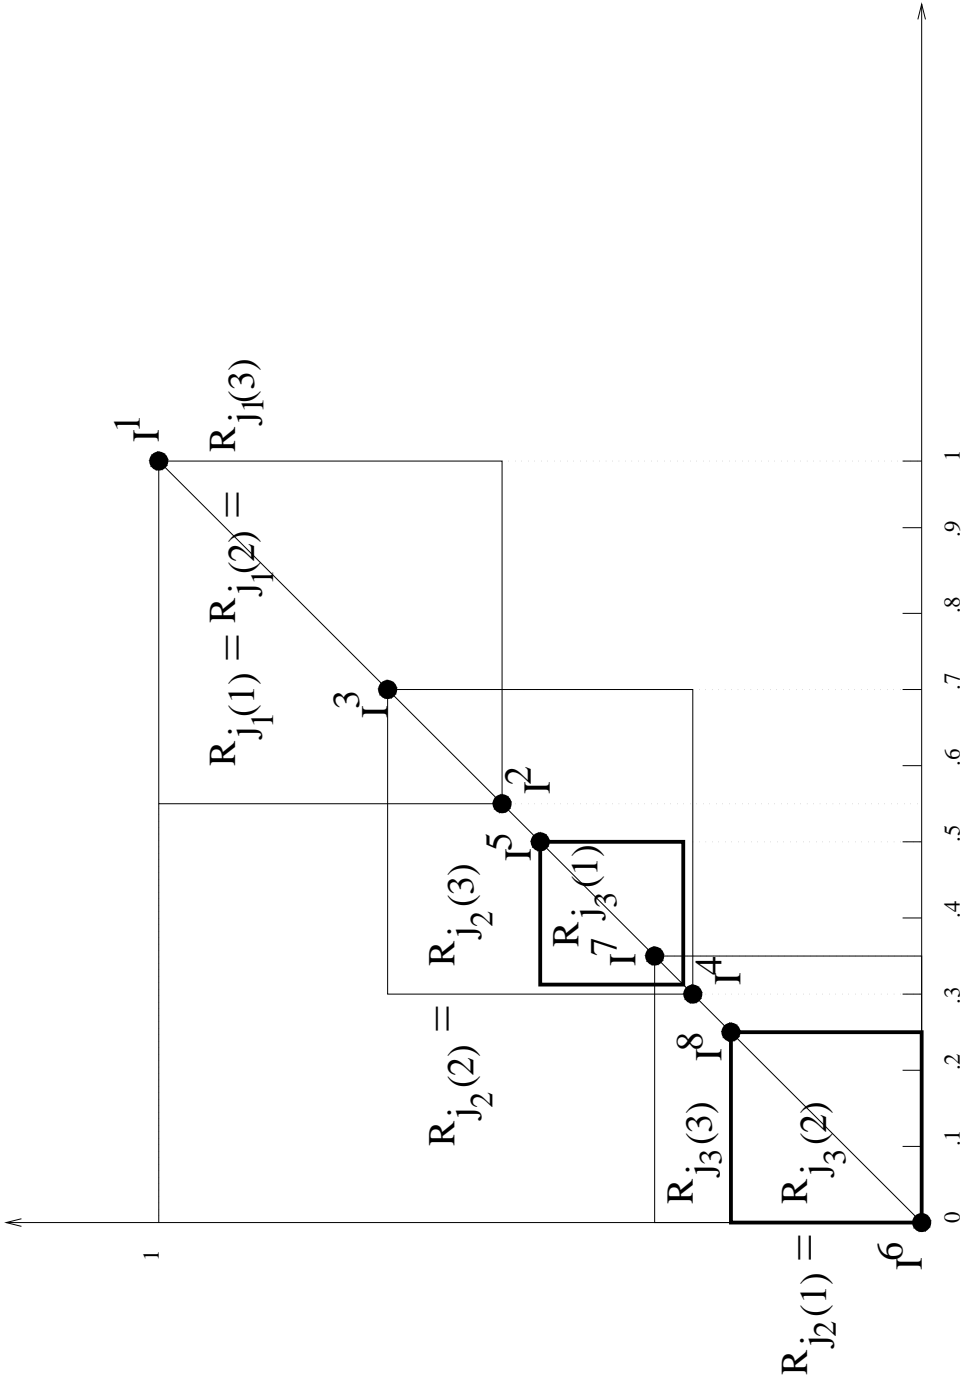 1
I^1
R_{j_1}(1) = R_{j_1}(2) = R_{j_1}(3)
I^3
R_{j_2}(2) = R_{j_2}(3)
I^5
I^2
R_{j_3}(1)
I^7
R_{j_3}(3)
I^8
I^4
R_{j_2}(1) = R_{j_3}(2)
I^6
0 .1 .2 .3 .4 .5 .6 .7 .8 .9 1